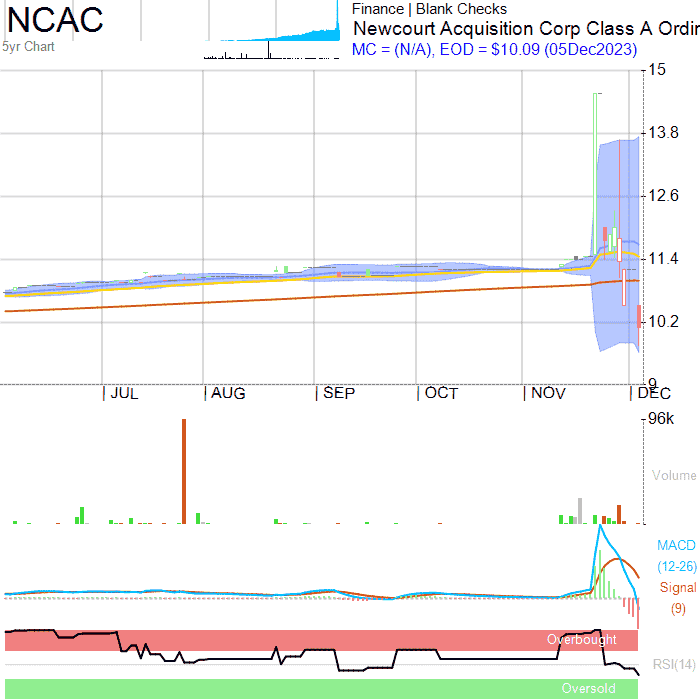 NCAC
5yr Chart
Finance | Blank Checks
Newcourt Acquisition Corp Class A Ordir
MC = (N/A), EOD = $10.09 (05Dec2023)
15
13.8
12.6
11.4
10.2
9
JUL AUG SEP OCT NOV DEC
96k
Volume
MACD
(12-26)
Signal
(9)
Overbought
RSI(14)
Oversold